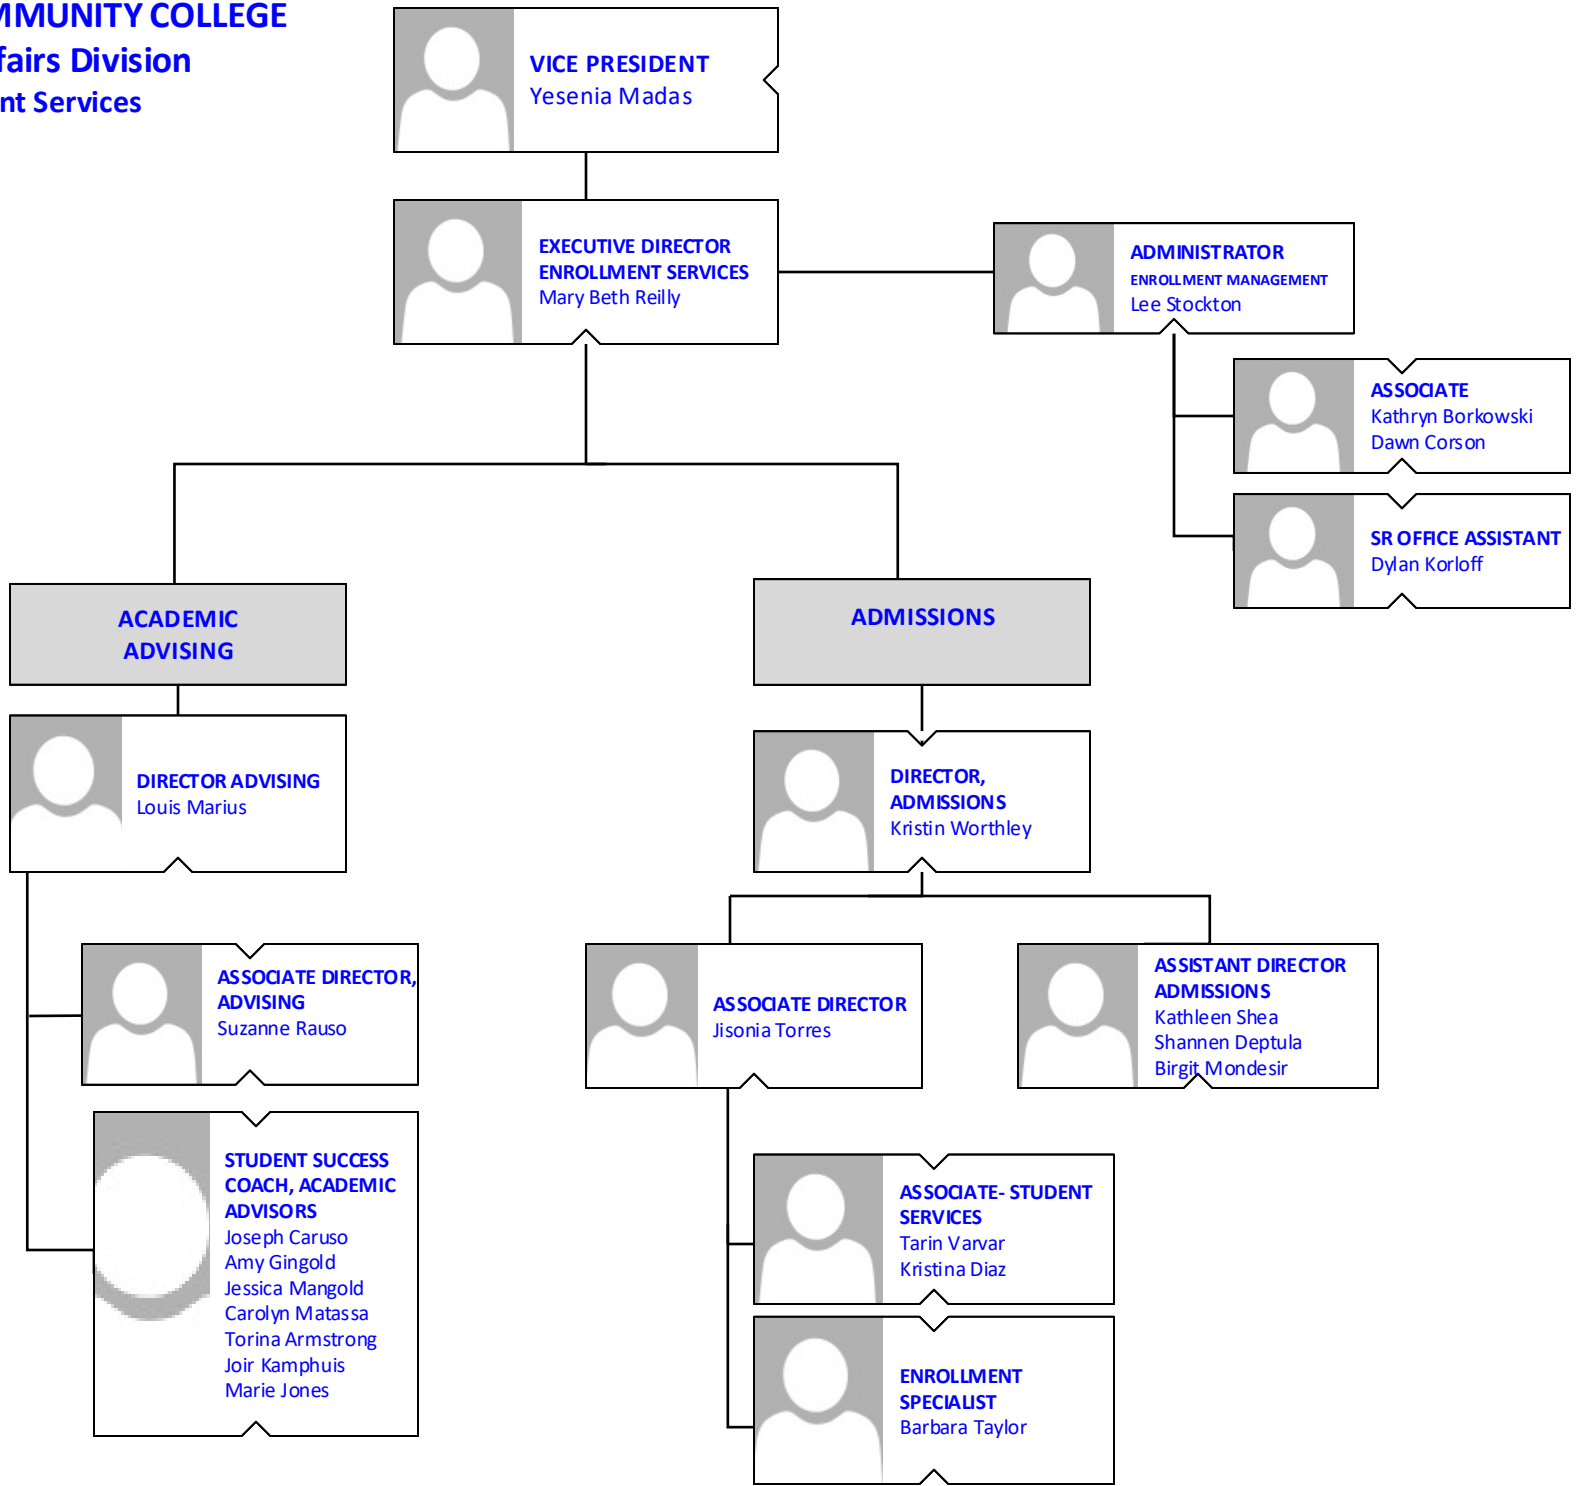 COLLEGE
Division
Services
VICE PRESIDENT
Yesenia Madas
EXECUTIVE DIRECTOR
ENROLLMENT SERVICES
Mary Beth Reilly
ADMINISTRATOR
ENROLLMENT MANAGEMENT
Lee Stockton
ASSOCIATE
Kathryn Borkowski
Dawn Corson
SR OFFICE ASSISTANT
Dylan Korloff
ACADEMIC
ADVISING
ADMISSIONS
DIRECTOR ADVISING
Louis Marius
DIRECTOR,
ADMISSIONS
Kristin Worthley
ASSOCIATE DIRECTOR,
ADVISING
Suzanne Rauso
ASSOCIATE DIRECTOR
Jisonia Torres
ASSISTANT DIRECTOR
ADMISSIONS
Kathleen Shea
Shannen Deptula
Birgit Mondesir
STUDENT SUCCESS
COACH, ACADEMIC
ADVISORS
Joseph Caruso
Amy Gingold
Jessica Mangold
Carolyn Matassa
Torina Armstrong
Joir Kamphuis
Marie Jones
ASSOCIATE- STUDENT
SERVICES
Tarin Varvar
Kristina Diaz
ENROLLMENT
SPECIALIST
Barbara Taylor